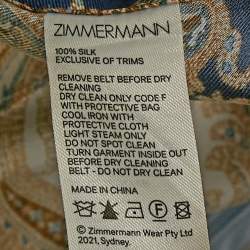 ZIMMERMANN
100% SILK
EXCLUSIVE OF TRIMS
REMOVE BELT BEFORE DRY
CLEANING
DRY CLEAN ONLY CODE F
WITH PROTECTIVE BAG
COOL IRON WITH
PROTECTIVE CLOTH
LIGHT STEAM ONLY
DO NOT SPOT CLEAN
TURN GARMENT INSIDE OUT
BEFORE DRY CLEANING
BELT - DO NOT DRY CLEAN
MADE IN CHINA
© Zimmermann Wear Pty Ltd
2021, Sydney.